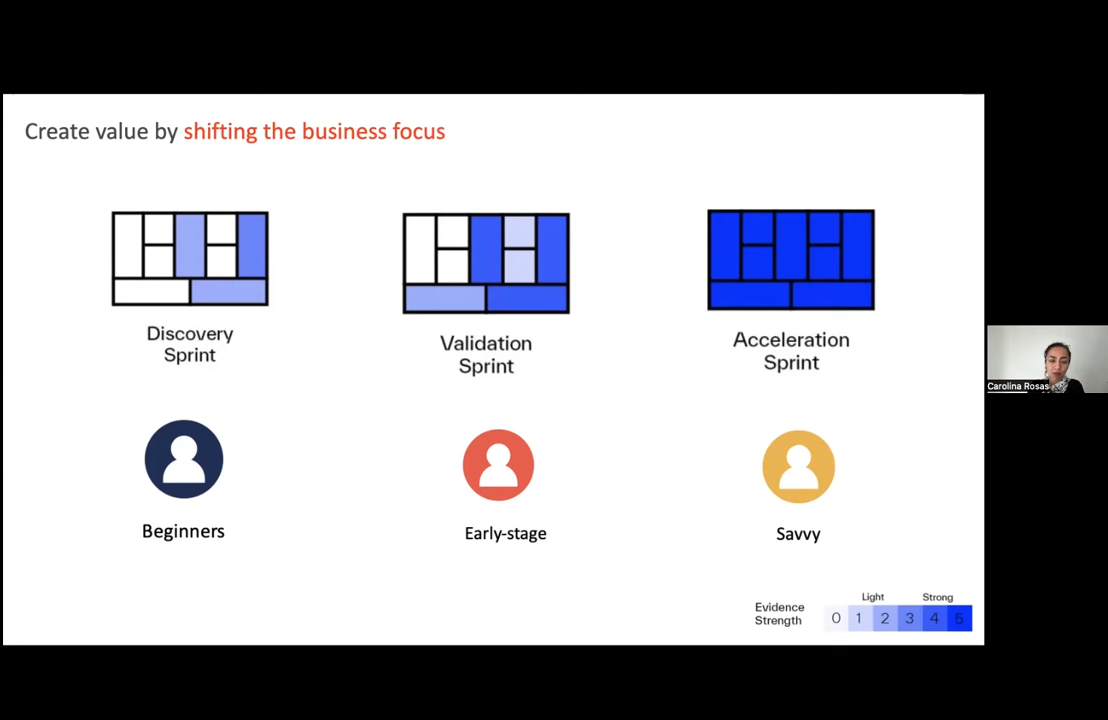 Create value by shifting the business focus
Discovery
Sprint
Validation
Sprint
Acceleration
Sprint
Beginners
Early-stage
Savvy
Carolina Rosas
Evidence
Strength
Light
Strong
0 1 2 3 4 5